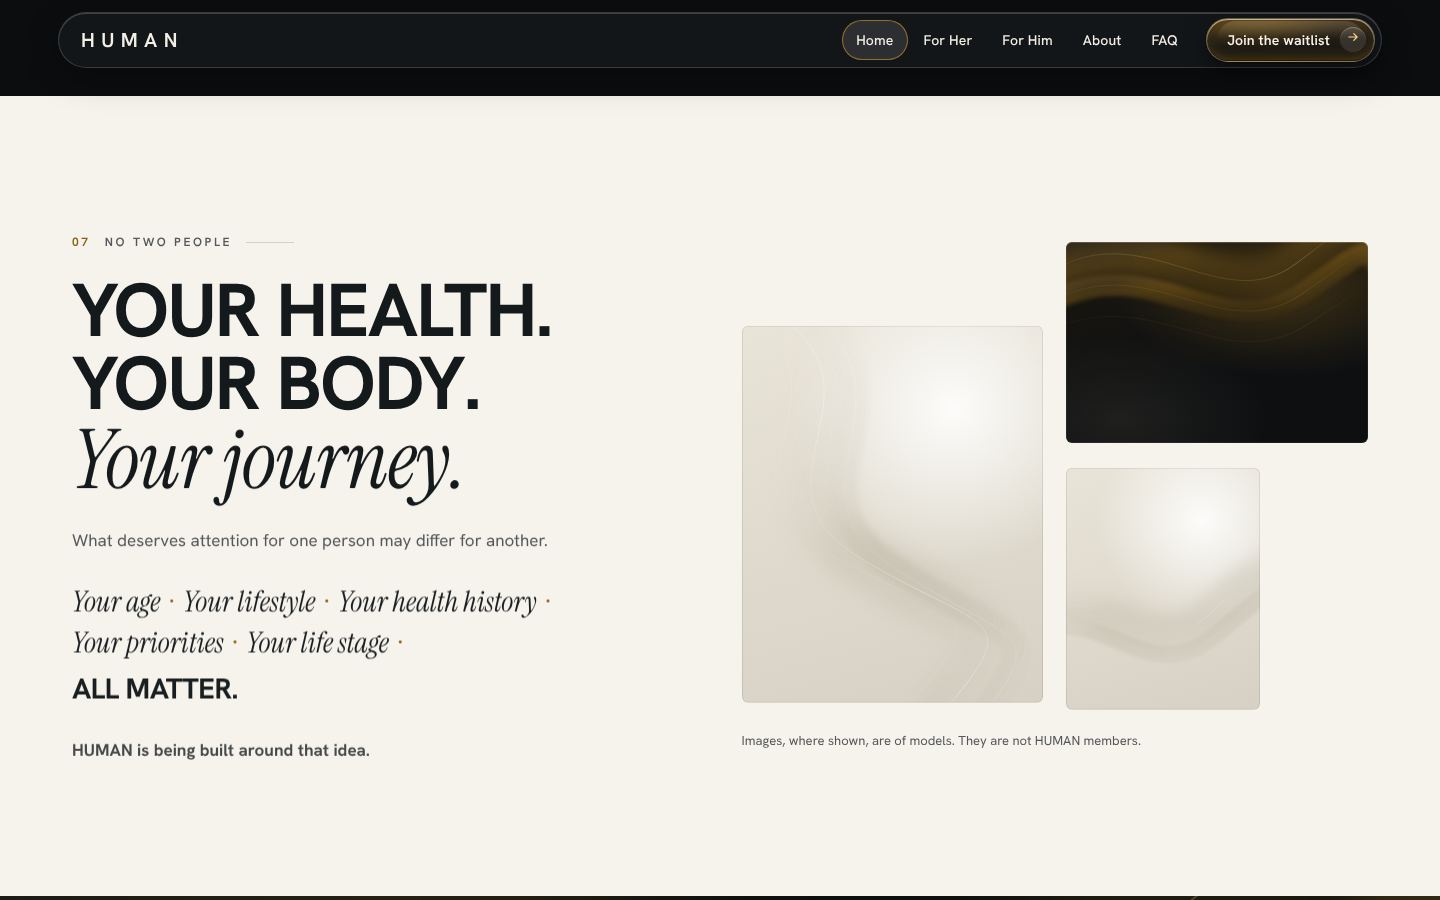 HUMAN
Home
For Her
For Him
About
FAQ
Join the waitlist →
07 NO TWO PEOPLE
YOUR HEALTH.
YOUR BODY.
Your journey.
What deserves attention for one person may differ for another.
Your age · Your lifestyle · Your health history ·
Your priorities · Your life stage ·
ALL MATTER.
HUMAN is being built around that idea.
Images, where shown, are of models. They are not HUMAN members.